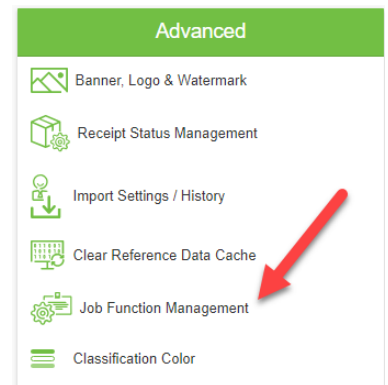 Advanced
Banner, Logo & Watermark
Receipt Status Management
Import Settings / History
Clear Reference Data Cache
Job Function Management
Classification Color